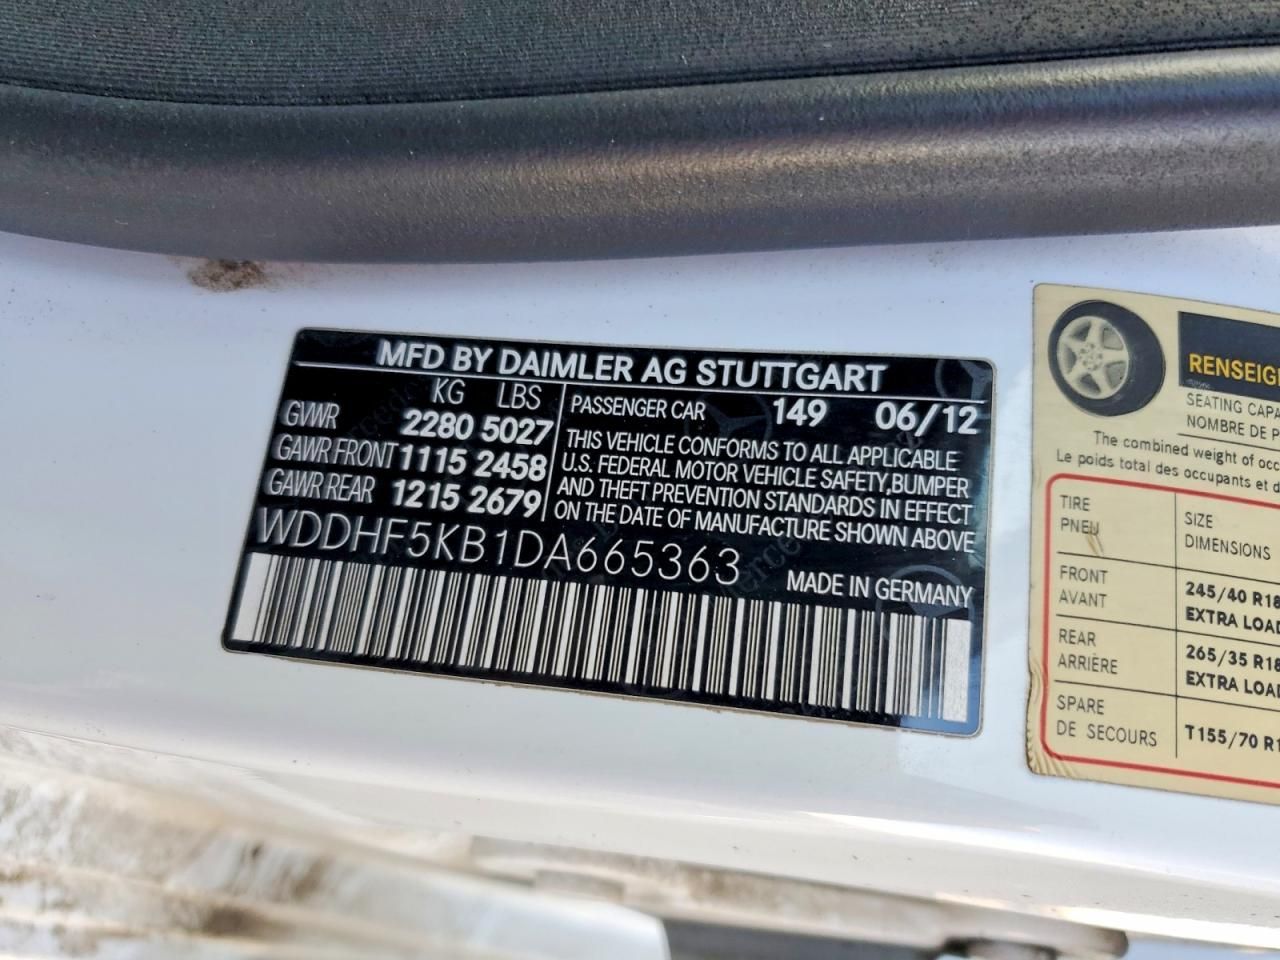 MFD BY DAIMLER AG STUTTGART
KG LBS
GVWR 2280 5027
GAWR FRONT 1115 2458
GAWR REAR 1215 2679
PASSENGER CAR 149 06/12
THIS VEHICLE CONFORMS TO ALL APPLICABLE
U.S. FEDERAL MOTOR VEHICLE SAFETY,BUMPER
AND THEFT PREVENTION STANDARDS IN EFFECT
ON THE DATE OF MANUFACTURE SHOWN ABOVE
WDDHF5KB1DA665363
MADE IN GERMANY
RENSEIG
SEATING CAPA
NOMBRE DE P
The combined weight of occ
Le poids total des occupants et d
TIRE
PNEU
SIZE
DIMENSIONS
FRONT
AVANT
245/40 R18
EXTRA LOAD
REAR
ARRIÈRE
265/35 R18
EXTRA LOAD
SPARE
DE SECOURS
T155/70 R1